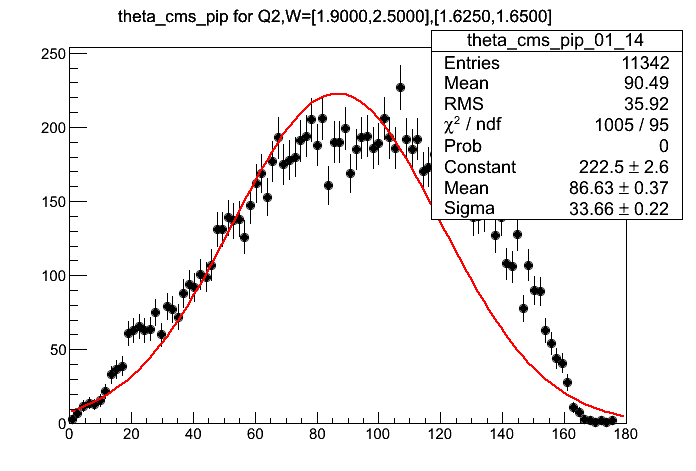 theta_cms_pip for Q2,W=[1.9000,2.5000],[1.6250,1.6500]
theta_cms_pip_01_14
Entries 11342
Mean 90.49
RMS 35.92
χ² / ndf 1005 / 95
Prob 0
Constant 222.5 ± 2.6
Mean 86.63 ± 0.37
Sigma 33.66 ± 0.22
250
200
150
100
50
0
0 20 40 60 80 100 120 140 160 180